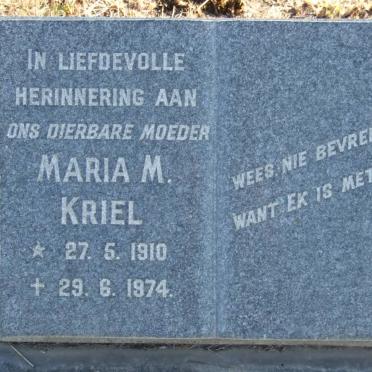 IN LIEFDEVOLLE
HERINNERING AAN
ONS DIERBARE MOEDER
MARIA M.
KRIEL
* 27. 5. 1910
+ 29. 6. 1974.
WEES NIE
WANT EK IS MET